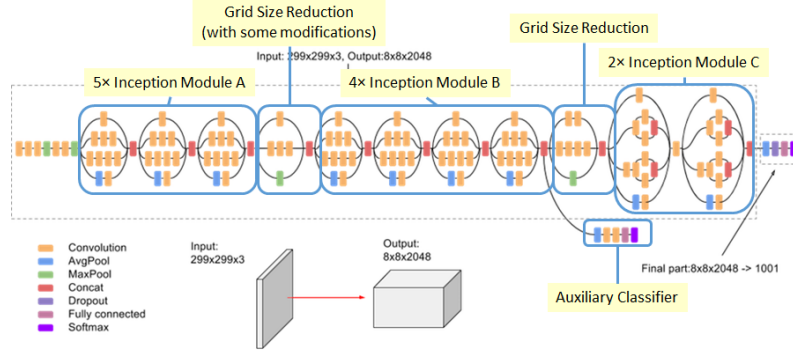 Grid Size Reduction
(with some modifications)
Grid Size Reduction
Input: 299x299x3, Output:8x8x2048
5× Inception Module A
4× Inception Module B
2× Inception Module C
Convolution
AvgPool
MaxPool
Concat
Dropout
Fully connected
Softmax
Input:
299x299x3
Output:
8x8x2048
Final part:8x8x2048 -> 1001
Auxiliary Classifier